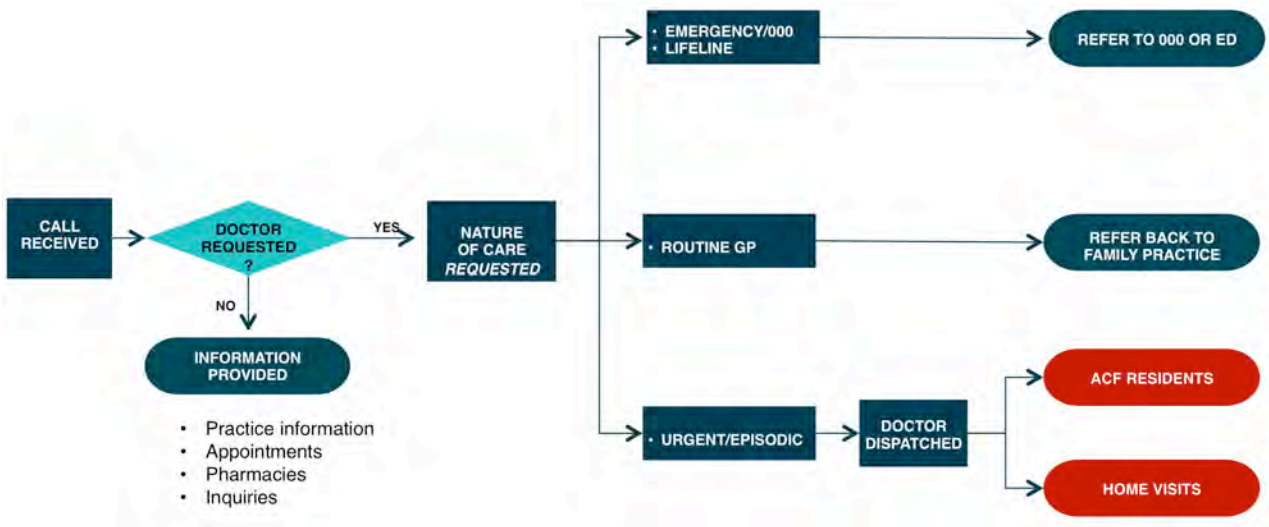 • EMERGENCY/000
• LIFELINE
REFER TO 000 OR ED
CALL
RECEIVED
DOCTOR
REQUESTED
?
YES
NATURE
OF CARE
REQUESTED
• ROUTINE GP
REFER BACK TO
FAMILY PRACTICE
NO
INFORMATION
PROVIDED
• Practice information
• Appointments
• Pharmacies
• Inquiries
• URGENT/EPISODIC
DOCTOR
DISPATCHED
ACF RESIDENTS
HOME VISITS